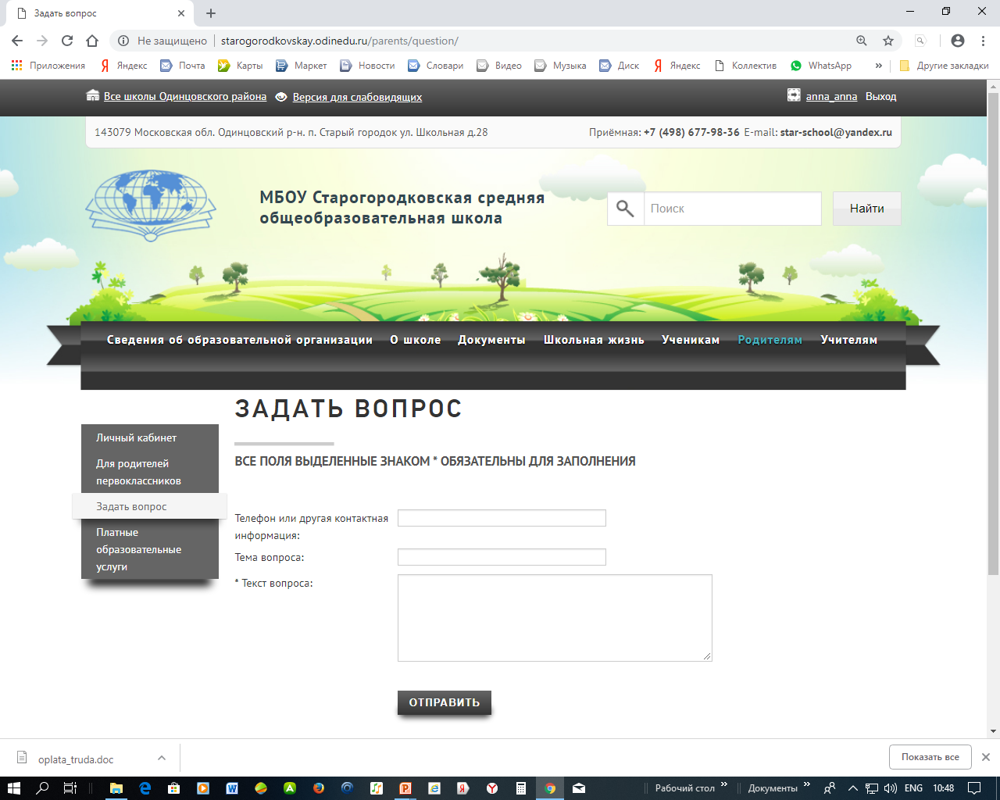 Задать вопрос
Не защищено
starogorodkovskay.odinedu.ru/parents/question/
Приложения Яндекс Почта Карты Маркет Новости Словари Видео Музыка Диск Яндекс Коллектив WhatsApp » Другие закладки
Все школы Одинцовского района Версия для слабовидящих anna_anna Выход
143079 Московская обл. Одинцовский р-н. п. Старый городок ул. Школьная д.28 Приёмная: +7 (498) 677-98-36 E-mail: star-school@yandex.ru
МБОУ Старогородковская средняя
общеобразовательная школа
Поиск Найти
Сведения об образовательной организации О школе Документы Школьная жизнь Ученикам Родителям Учителям
ЗАДАТЬ ВОПРОС
Личный кабинет
Для родителей
первоклассников
Задать вопрос
Платные
образовательные
услуги
ВСЕ ПОЛЯ ВЫДЕЛЕННЫЕ ЗНАКОМ * ОБЯЗАТЕЛЬНЫ ДЛЯ ЗАПОЛНЕНИЯ
Телефон или другая контактная
информация:
Тема вопроса:
* Текст вопроса:
ОТПРАВИТЬ
oplata_truda.doc Показать все
Рабочий стол » Документы » ENG 10:48